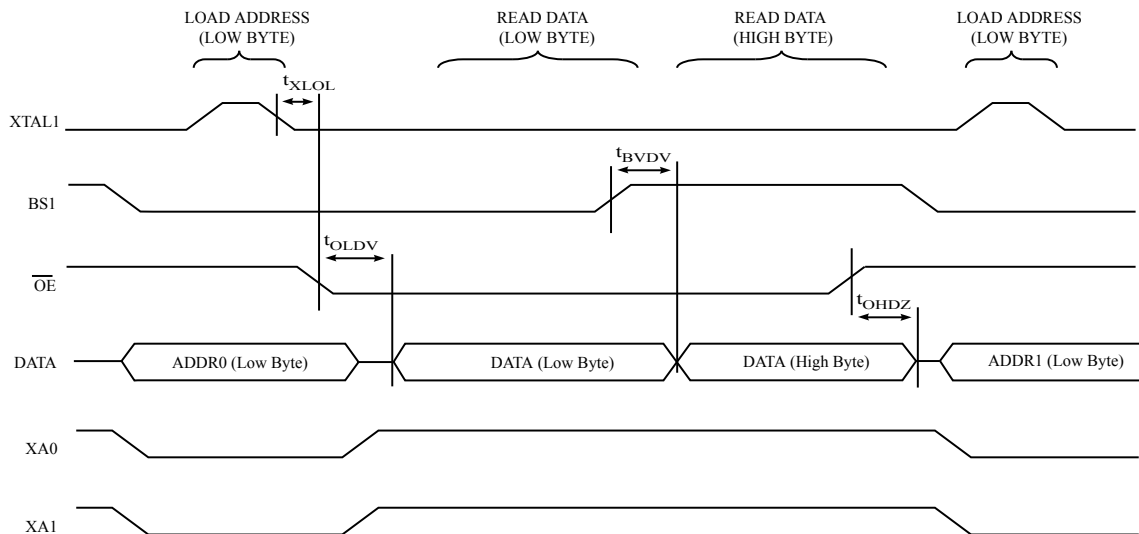 LOAD ADDRESS
(LOW BYTE)
READ DATA
(LOW BYTE)
READ DATA
(HIGH BYTE)
LOAD ADDRESS
(LOW BYTE)
tXLOL
XTAL1
tBVDV
BS1
tOLDV
OE
tOHDZ
DATA
ADDR0 (Low Byte)
DATA (Low Byte)
DATA (High Byte)
ADDR1 (Low Byte)
XA0
XA1